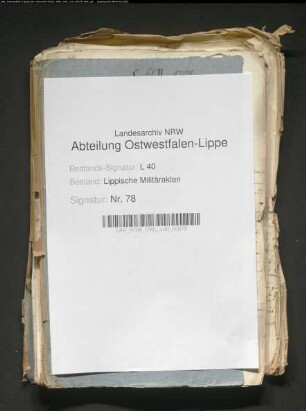 Landesarchiv NRW
Abteilung Ostwestfalen-Lippe
Bestands-Signatur: L 40
Bestand: Lippische Militärakten
Signatur: Nr. 78